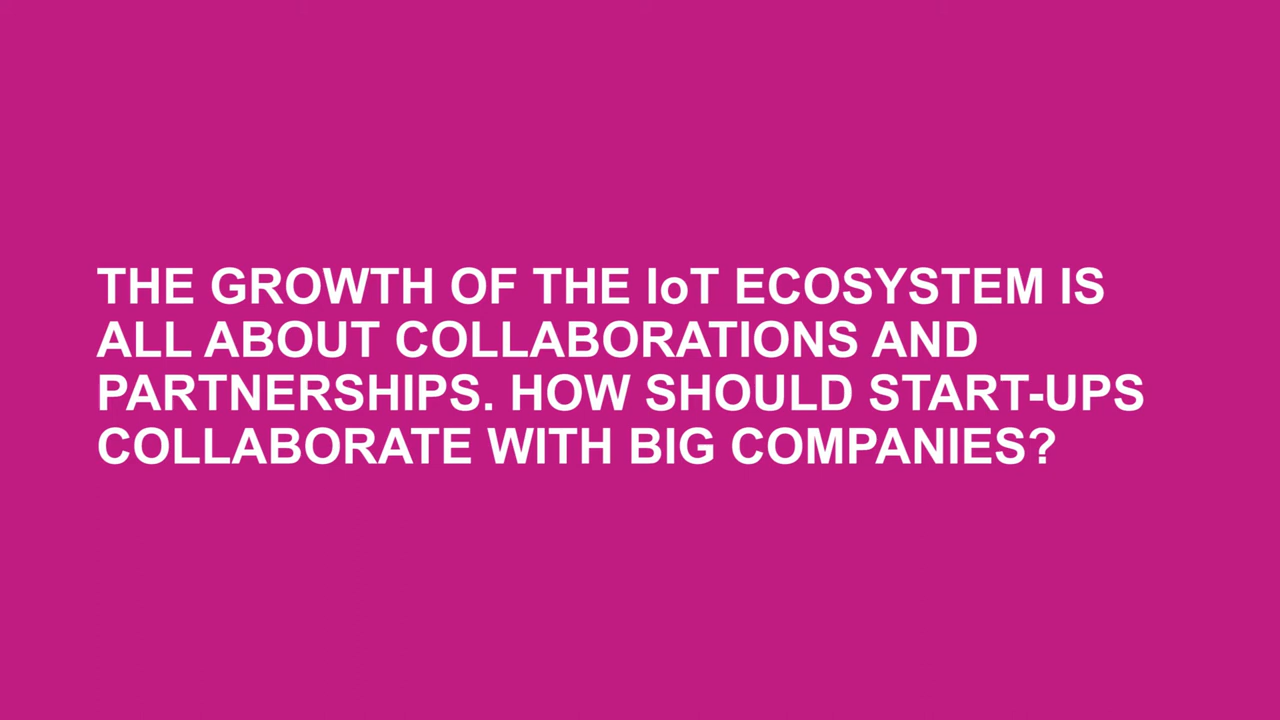 THE GROWTH OF THE IoT ECOSYSTEM IS
ALL ABOUT COLLABORATIONS AND
PARTNERSHIPS. HOW SHOULD START-UPS
COLLABORATE WITH BIG COMPANIES?